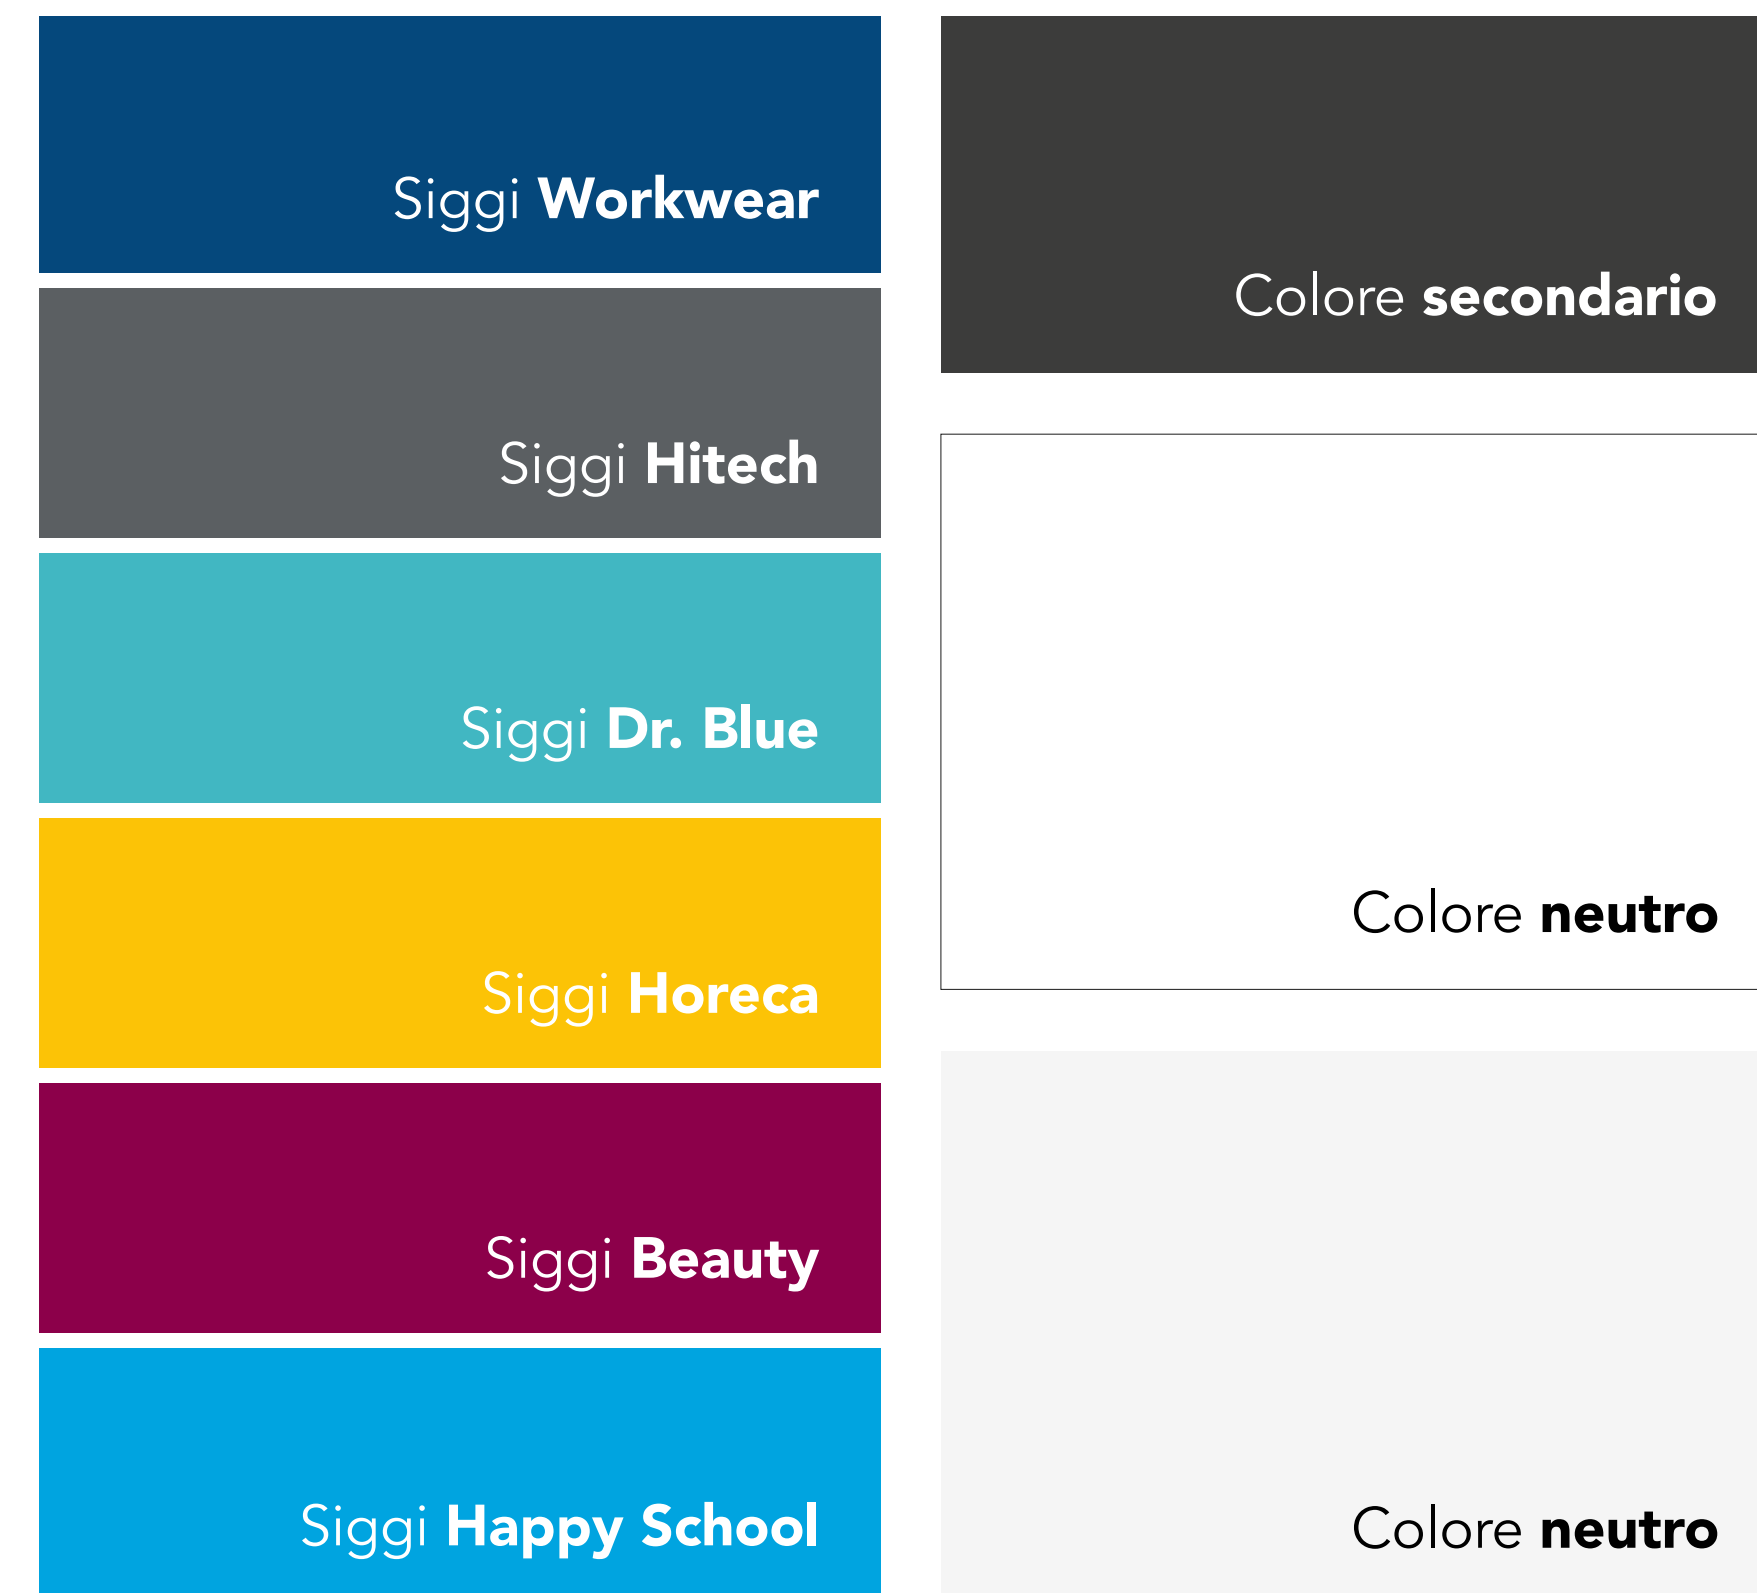 Siggi Workwear
Siggi Hitech
Siggi Dr. Blue
Siggi Horeca
Siggi Beauty
Siggi Happy School
Colore secondario
Colore neutro
Colore neutro